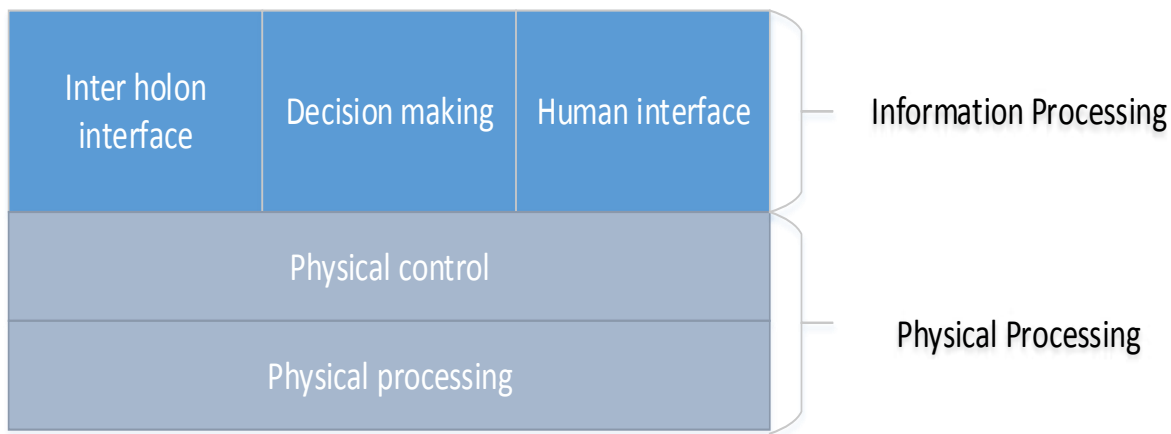 Inter holon
interface
Decision making
Human interface
Information Processing
Physical control
Physical processing
Physical Processing